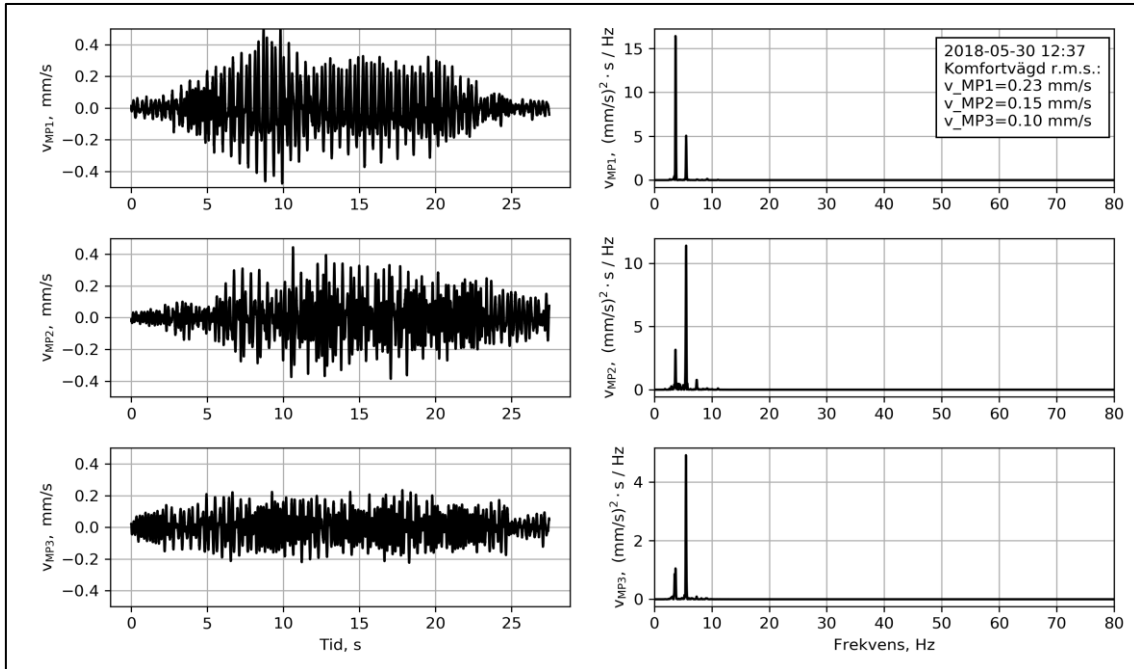 0.4
0.2
0.0
−0.2
−0.4
v_MP1, mm/s
0 5 10 15 20 25
15
10
5
0
v_MP1, (mm/s)² · s / Hz
2018-05-30 12:37
Komfortvägd r.m.s.:
v_MP1=0.23 mm/s
v_MP2=0.15 mm/s
v_MP3=0.10 mm/s
0 10 20 30 40 50 60 70 80
0.4
0.2
0.0
−0.2
−0.4
v_MP2, mm/s
0 5 10 15 20 25
10
5
0
v_MP2, (mm/s)² · s / Hz
0 10 20 30 40 50 60 70 80
0.4
0.2
0.0
−0.2
−0.4
v_MP3, mm/s
0 5 10 15 20 25
Tid, s
4
2
0
v_MP3, (mm/s)² · s / Hz
0 10 20 30 40 50 60 70 80
Frekvens, Hz